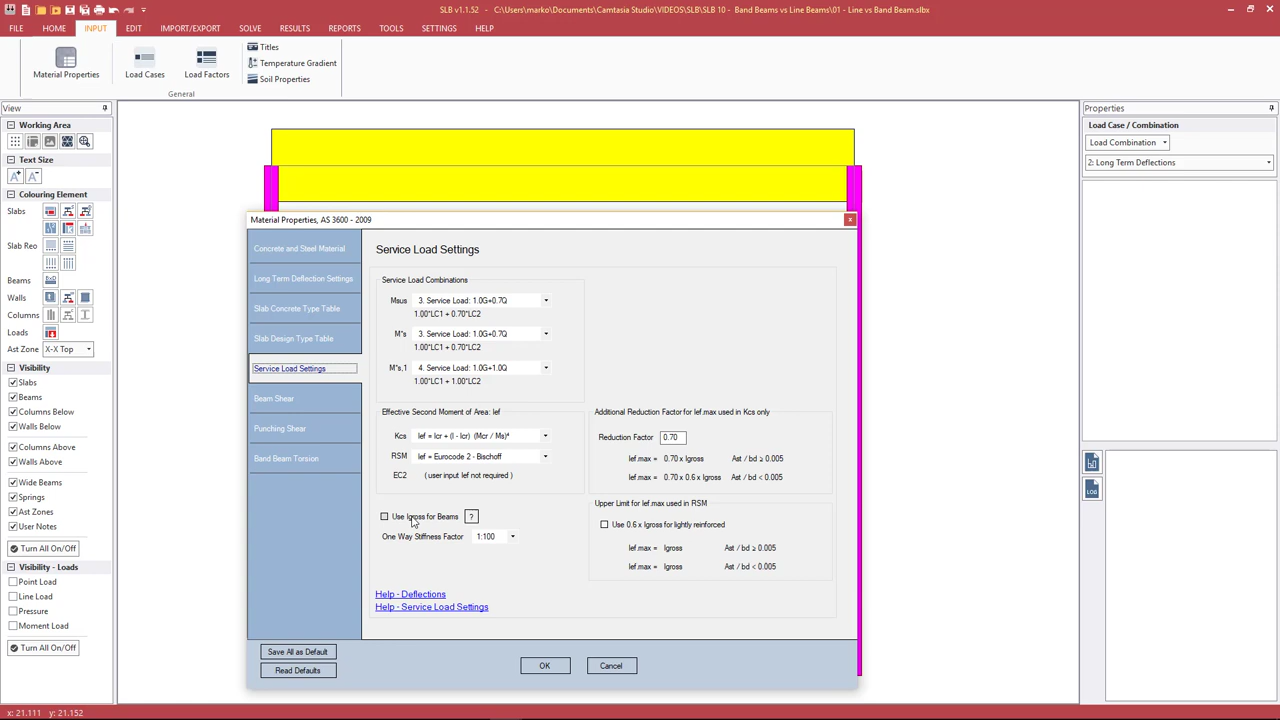 SLB v1.1.52 - C:\Users\marko\Documents\Camtasia Studio\VIDEOS\SLB\SLB 10 - Band Beams vs Line Beams\01 - Line vs Band Beam.slbx
FILE HOME INPUT EDIT IMPORT/EXPORT SOLVE RESULTS REPORTS TOOLS SETTINGS HELP
Titles
Temperature Gradient
Soil Properties
Material Properties Load Cases Load Factors
General
View
Working Area
Text Size
A+ A-
Colouring Element
Slabs
Slab Reo
Beams
Walls
Columns
Loads
Ast Zone X-X Top
Visibility
Slabs
Beams
Columns Below
Walls Below
Columns Above
Walls Above
Wide Beams
Springs
Ast Zones
User Notes
Turn All On/Off
Visibility - Loads
Point Load
Line Load
Pressure
Moment Load
Turn All On/Off
Material Properties, AS 3600 - 2009
x
Concrete and Steel Material
Long Term Deflection Settings
Slab Concrete Type Table
Slab Design Type Table
Service Load Settings
Beam Shear
Punching Shear
Band Beam Torsion
Save All as Default
Read Defaults
Service Load Settings
Service Load Combinations
Msus 3. Service Load: 1.0G+0.7Q
1.00*LC1 + 0.70*LC2
M*s 3. Service Load: 1.0G+0.7Q
1.00*LC1 + 0.70*LC2
M*s,1 4. Service Load: 1.0G+1.0Q
1.00*LC1 + 1.00*LC2
Effective Second Moment of Area: Ief
Kcs Ief = Icr + (I - Icr) (Mcr / Ms)³
RSM Ief = Eurocode 2 - Bischoff
EC2 ( user input Ief not required )
Use Igross for Beams ?
One Way Stiffness Factor 1:100
Help - Deflections
Help - Service Load Settings
Additional Reduction Factor for Ief.max used in Kcs only
Reduction Factor 0.70
Ief.max = 0.70 x Igross Ast / bd ≥ 0.005
Ief.max = 0.70 x 0.6 x Igross Ast / bd < 0.005
Upper Limit for Ief.max used in RSM
Use 0.6 x Igross for lightly reinforced
Ief.max = Igross Ast / bd ≥ 0.005
Ief.max = Igross Ast / bd < 0.005
OK Cancel
Properties
Load Case / Combination
Load Combination
2: Long Term Deflections
LOAD
x: 21.111 y: 21.152